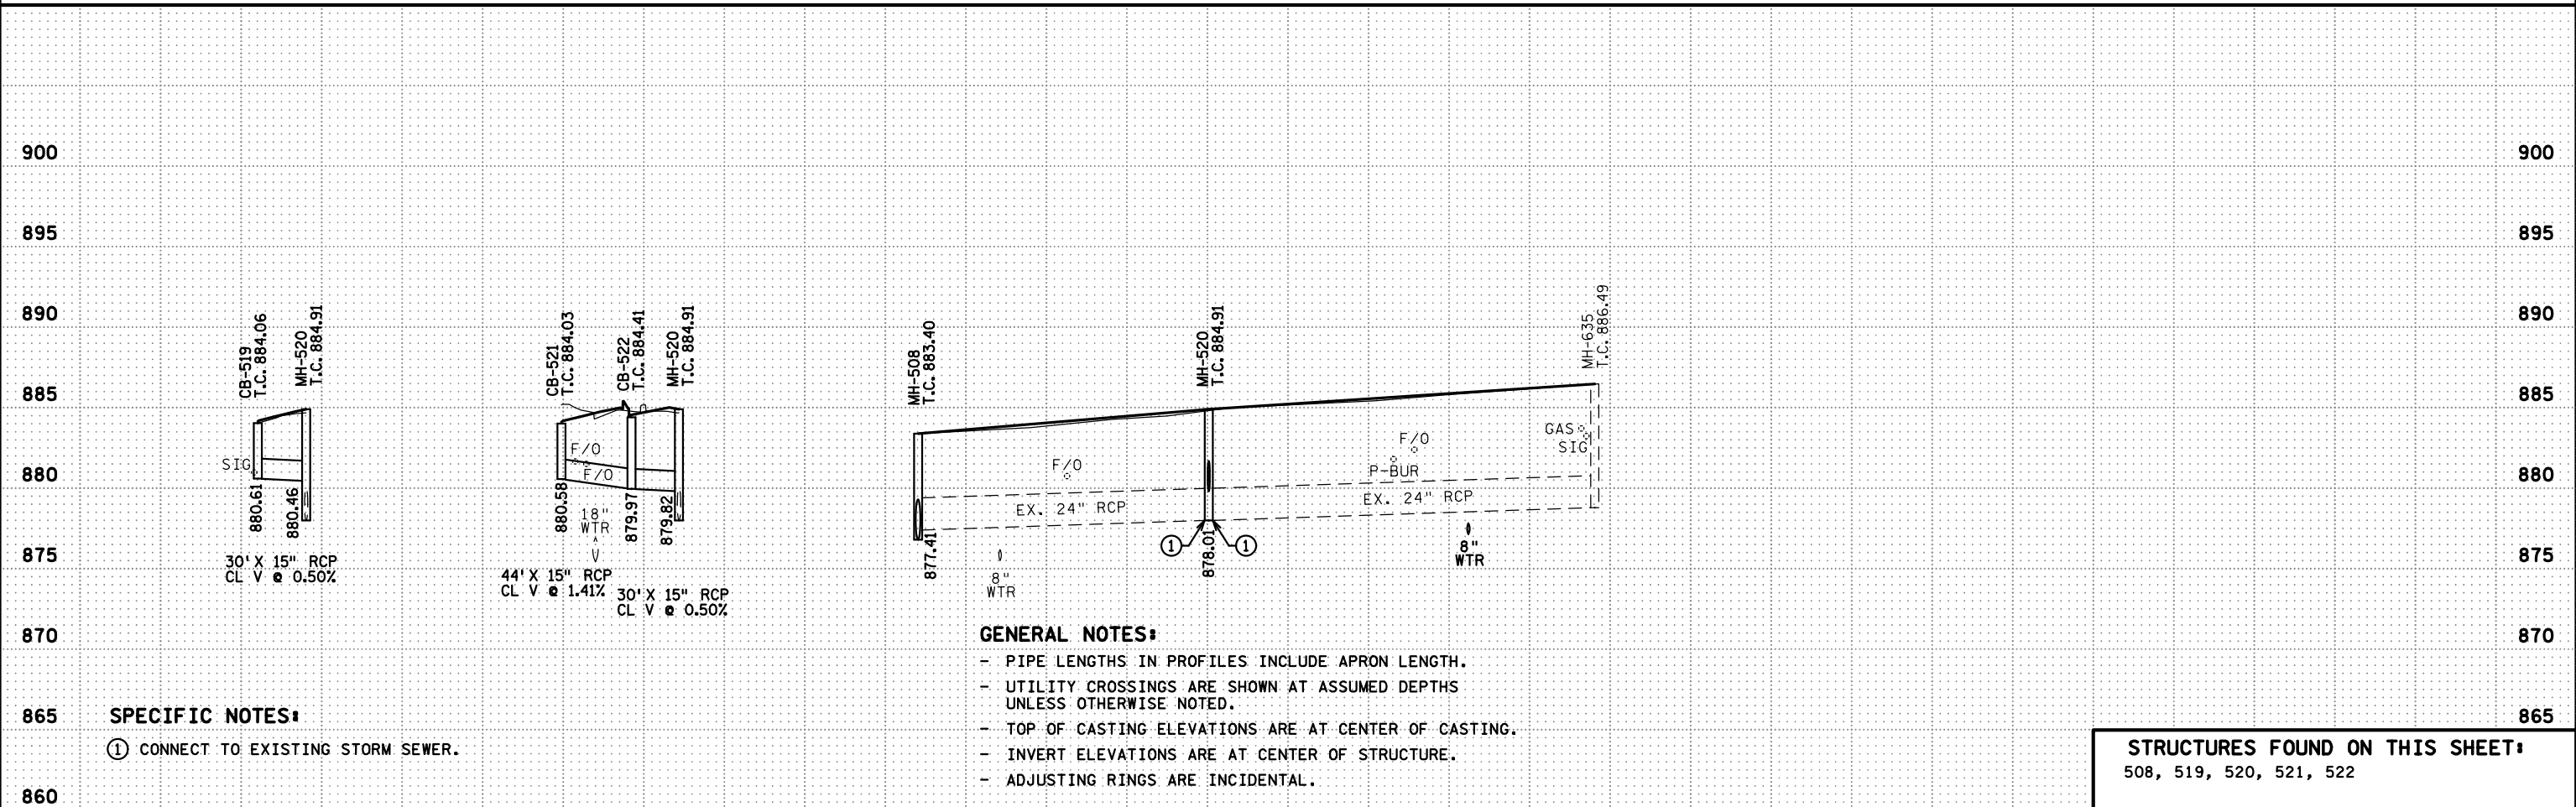 900
900
895
895
890
890
885
885
880
880
875
875
870
870
865
865
860
CB-519
T.C. 884.06
MH-520
T.C. 884.91
SIG
880.61
880.46
30' X 15" RCP
CL V @ 0.50%
CB-521
T.C. 884.03
CB-522
T.C. 884.41
MH-520
T.C. 884.91
F/O
F/O
880.58
18"
WTR
879.97
879.82
44' X 15" RCP
CL V @ 1.41%
30' X 15" RCP
CL V @ 0.50%
MH-508
T.C. 883.40
MH-520
T.C. 884.91
MH-635
T.C. 886.49
F/O
F/O
P-BUR
GAS
SIG
EX. 24" RCP
EX. 24" RCP
877.41
8"
WTR
1
878.01
1
8"
WTR
GENERAL NOTES:
- PIPE LENGTHS IN PROFILES INCLUDE APRON LENGTH.
- UTILITY CROSSINGS ARE SHOWN AT ASSUMED DEPTHS
UNLESS OTHERWISE NOTED.
- TOP OF CASTING ELEVATIONS ARE AT CENTER OF CASTING.
- INVERT ELEVATIONS ARE AT CENTER OF STRUCTURE.
- ADJUSTING RINGS ARE INCIDENTAL.
SPECIFIC NOTES:
1 CONNECT TO EXISTING STORM SEWER.
STRUCTURES FOUND ON THIS SHEET:
508, 519, 520, 521, 522